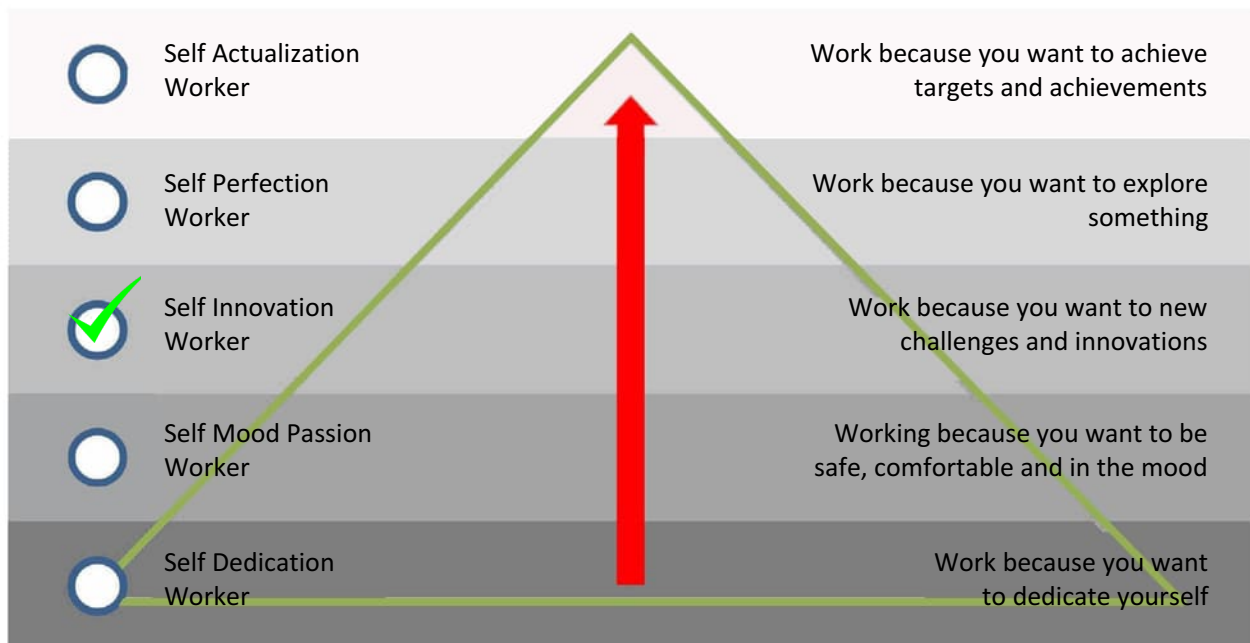 Self Actualization
Worker
Work because you want to achieve
targets and achievements
Self Perfection
Worker
Work because you want to explore
something
Self Innovation
Worker
Work because you want to new
challenges and innovations
Self Mood Passion
Worker
Working because you want to be
safe, comfortable and in the mood
Self Dedication
Worker
Work because you want
to dedicate yourself